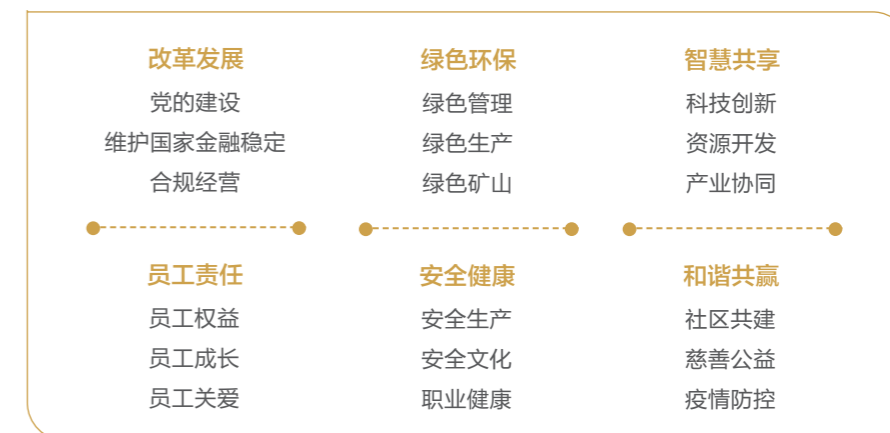 改革发展
党的建设
维护国家金融稳定
合规经营
绿色环保
绿色管理
绿色生产
绿色矿山
智慧共享
科技创新
资源开发
产业协同
员工责任
员工权益
员工成长
员工关爱
安全健康
安全生产
安全文化
职业健康
和谐共赢
社区共建
慈善公益
疫情防控